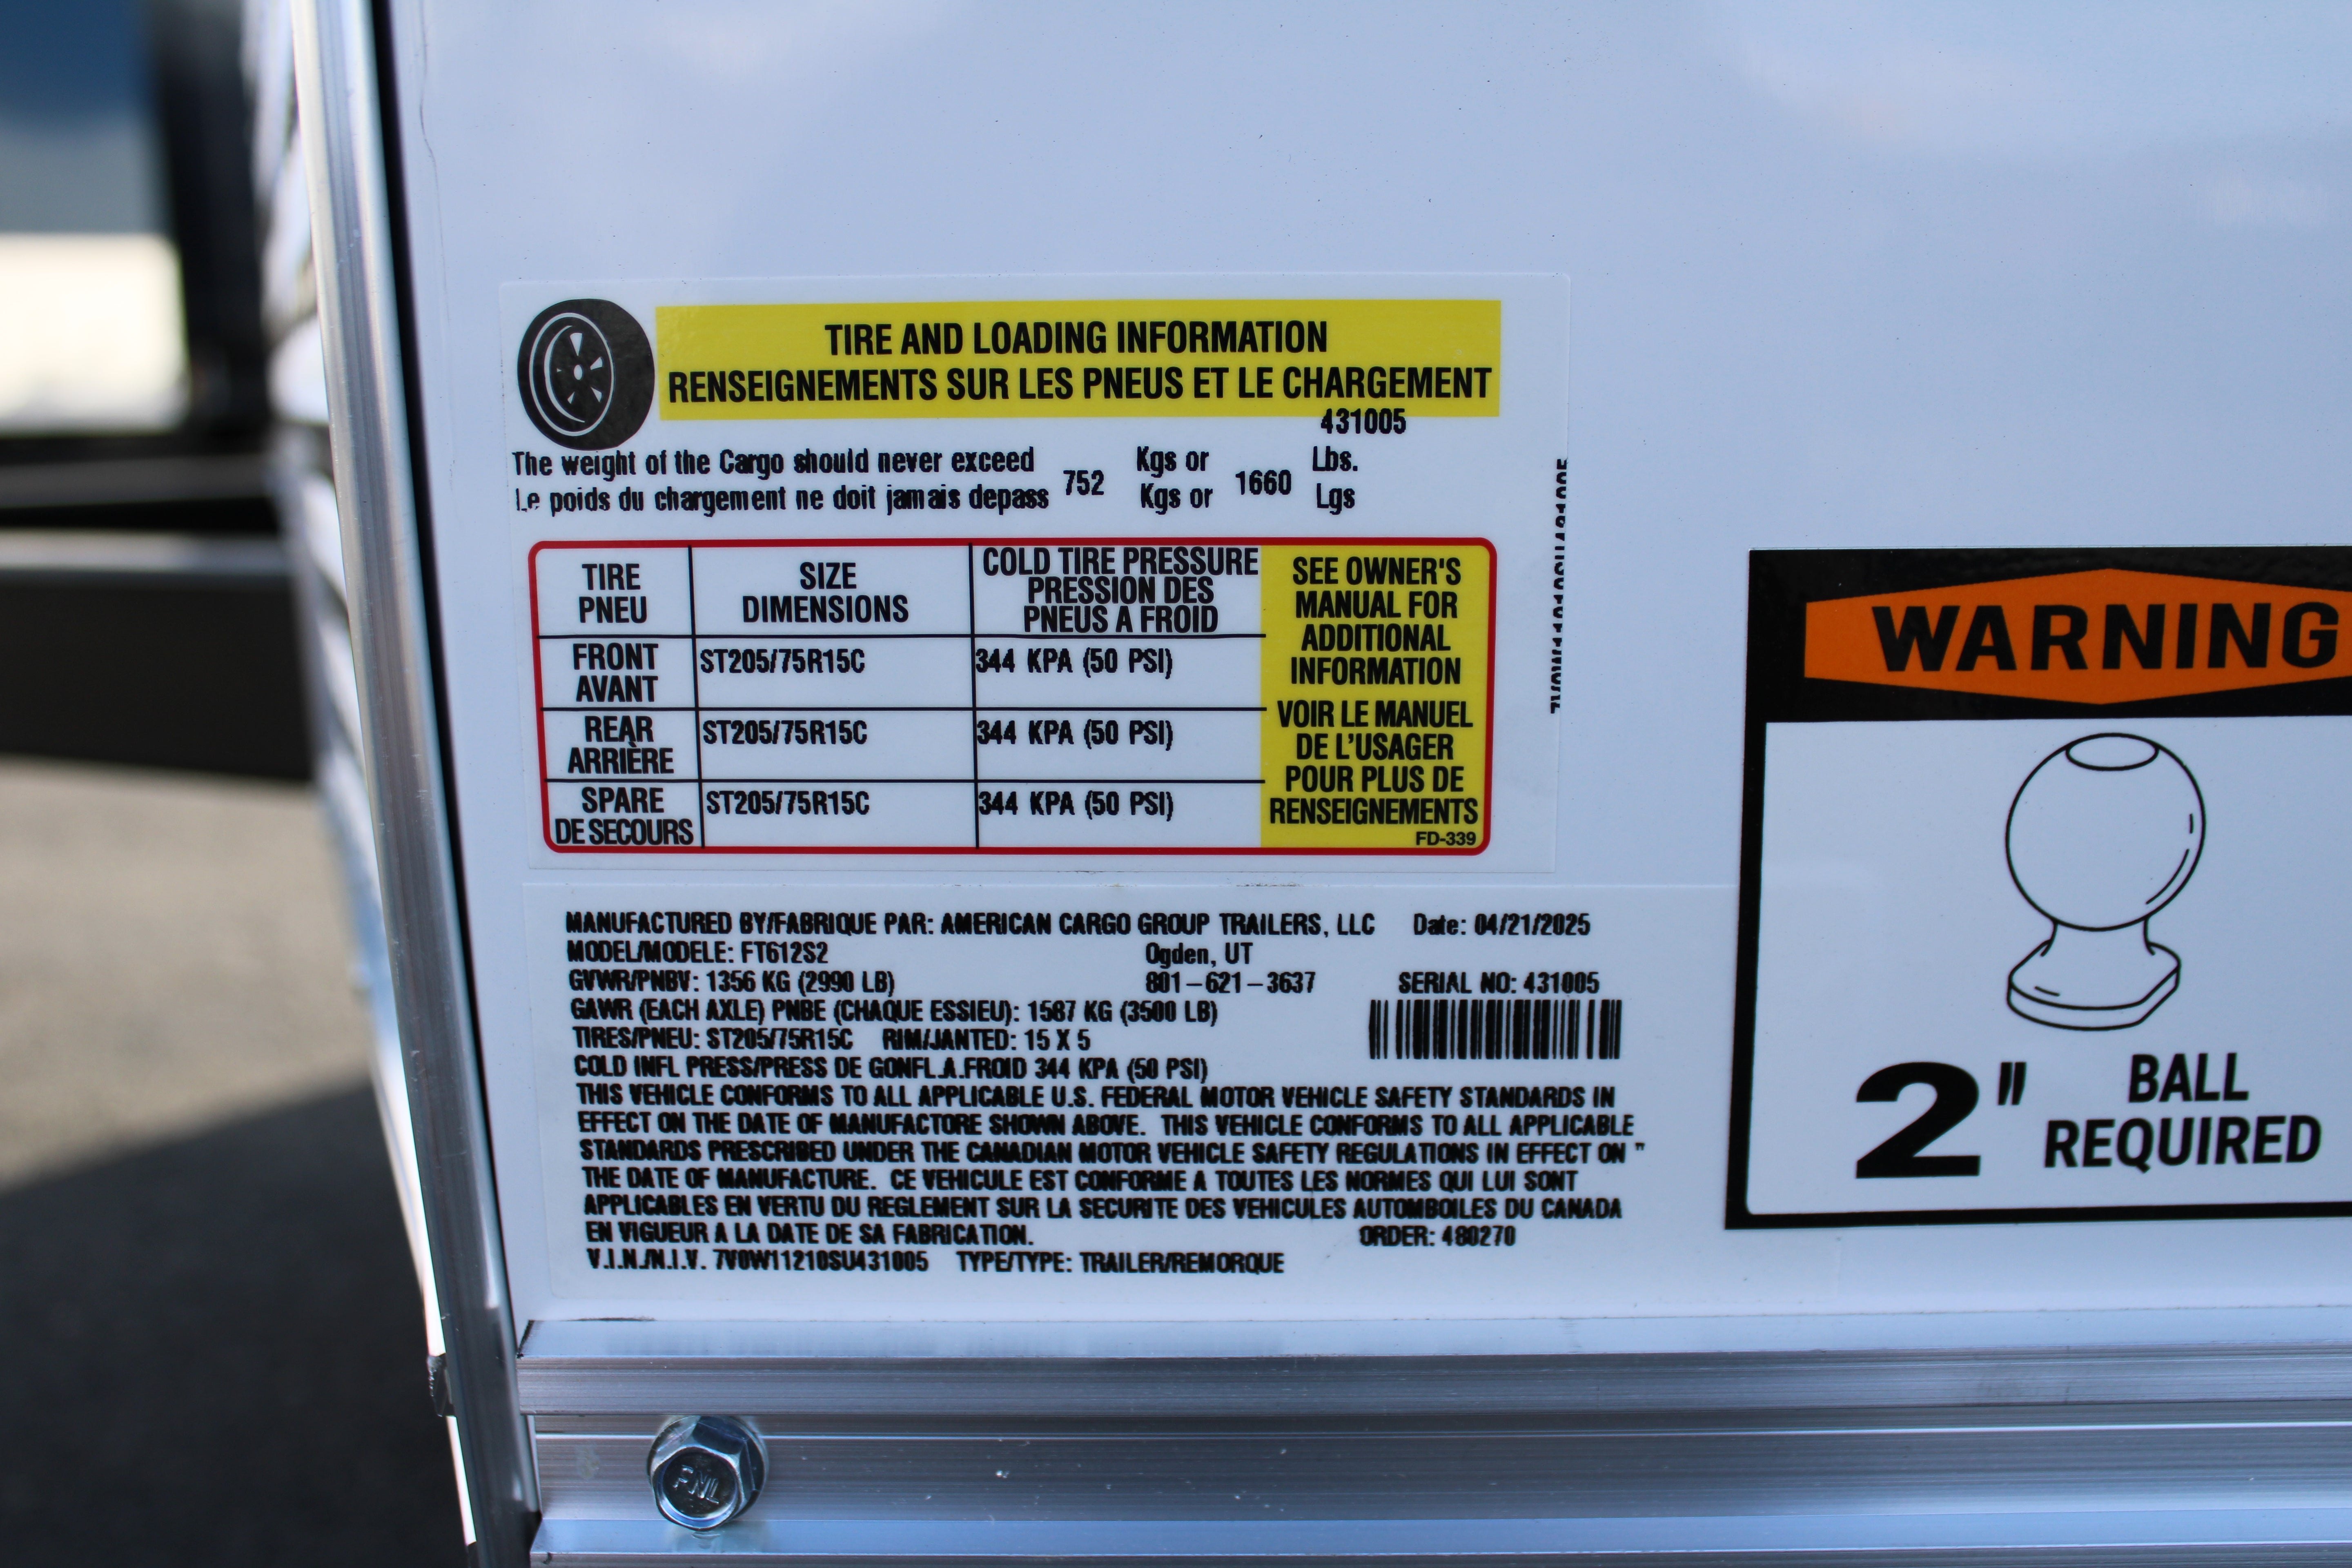 TIRE AND LOADING INFORMATION
RENSEIGNEMENTS SUR LES PNEUS ET LE CHARGEMENT
431005
The weight of the Cargo should never exceed 752 Kgs or 1660 Lbs.
Le poids du chargement ne doit jamais depass Kgs or Lgs
TIRE SIZE COLD TIRE PRESSURE
PNEU DIMENSIONS PRESSION DES
PNEUS A FROID
FRONT ST205/75R15C 344 KPA (50 PSI)
AVANT
REAR ST205/75R15C 344 KPA (50 PSI)
ARRIÈRE
SPARE ST205/75R15C 344 KPA (50 PSI)
DE SECOURS
SEE OWNER'S
MANUAL FOR
ADDITIONAL
INFORMATION
VOIR LE MANUEL
DE L'USAGER
POUR PLUS DE
RENSEIGNEMENTS
FD-339
MANUFACTURED BY/FABRIQUE PAR: AMERICAN CARGO GROUP TRAILERS, LLC Date: 04/21/2025
MODEL/MODELE: FT612S2 Ogden, UT
GVWR/PNBV: 1356 KG (2990 LB) 801-621-3637 SERIAL NO: 431005
GAWR (EACH AXLE) PNBE (CHAQUE ESSIEU): 1587 KG (3500 LB)
TIRES/PNEU: ST205/75R15C RIM/JANTED: 15 X 5
COLD INFL PRESS/PRESS DE GONFL.A.FROID 344 KPA (50 PSI)
THIS VEHICLE CONFORMS TO ALL APPLICABLE U.S. FEDERAL MOTOR VEHICLE SAFETY STANDARDS IN
EFFECT ON THE DATE OF MANUFACTORE SHOWN ABOVE. THIS VEHICLE CONFORMS TO ALL APPLICABLE
STANDARDS PRESCRIBED UNDER THE CANADIAN MOTOR VEHICLE SAFETY REGULATIONS IN EFFECT ON "
THE DATE OF MANUFACTURE. CE VEHICULE EST CONFORME A TOUTES LES NORMES QUI LUI SONT
APPLICABLES EN VERTU DU REGLEMENT SUR LA SECURITE DES VEHICULES AUTOMBOILES DU CANADA
EN VIGUEUR A LA DATE DE SA FABRICATION. ORDER: 480270
V.I.N./N.I.V. 7V0W11210SU431005 TYPE/TYPE: TRAILER/REMORQUE
WARNING
2" BALL
REQUIRED
PNL